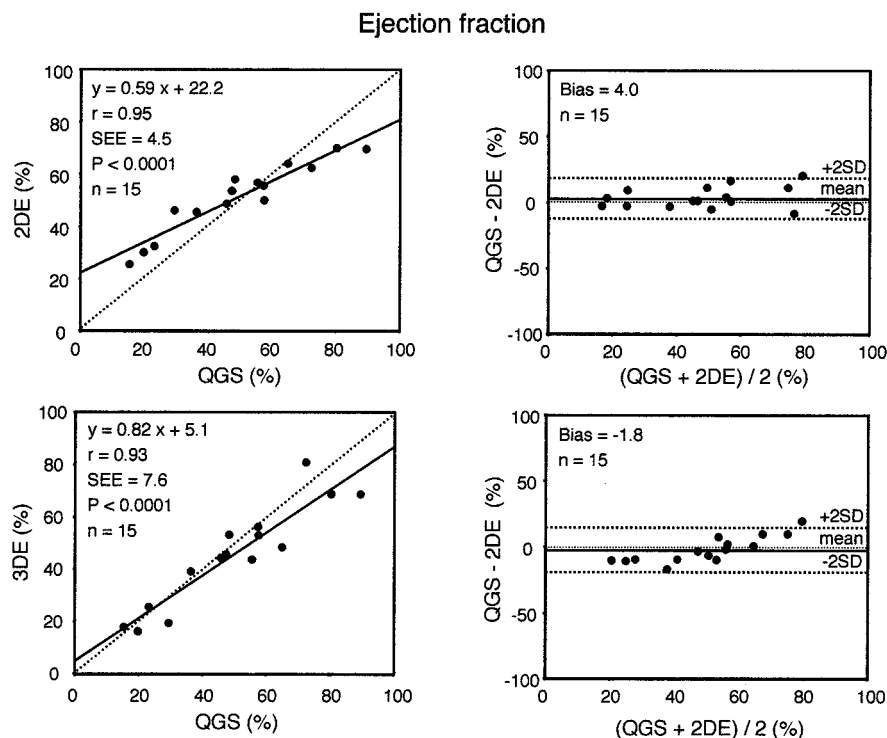 Ejection fraction
100
80
60
40
20
0
2DE (%)
y = 0.59 x + 22.2
r = 0.95
SEE = 4.5
P < 0.0001
n = 15
0
20
40
60
80
100
QGS (%)
100
50
0
-50
-100
QGS - 2DE (%)
Bias = 4.0
n = 15
+2SD
mean
-2SD
0
20
40
60
80
100
(QGS + 2DE) / 2 (%)
100
80
60
40
20
0
3DE (%)
y = 0.82 x + 5.1
r = 0.93
SEE = 7.6
P < 0.0001
n = 15
0
20
40
60
80
100
QGS (%)
100
50
0
-50
-100
QGS - 2DE (%)
Bias = -1.8
n = 15
+2SD
mean
-2SD
0
20
40
60
80
100
(QGS + 2DE) / 2 (%)